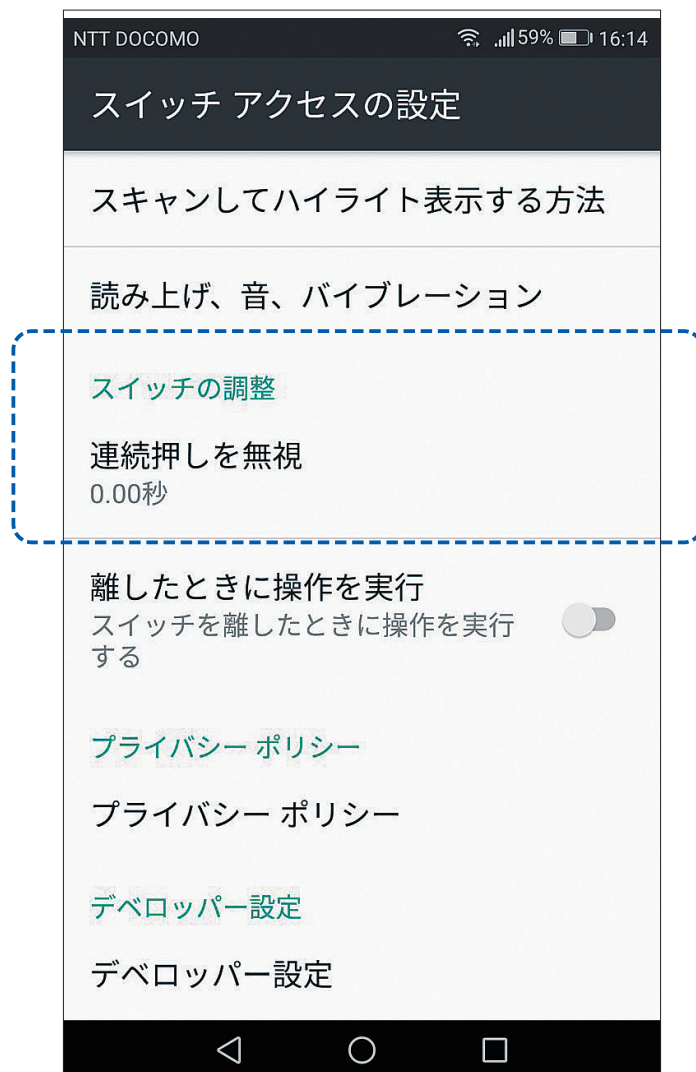 NTT DOCOMO 59% 16:14
スイッチ アクセスの設定
スキャンしてハイライト表示する方法
読み上げ、音、バイブレーション
スイッチの調整
連続押しを無視
0.00秒
離したときに操作を実行
スイッチを離したときに操作を実行
する
プライバシー ポリシー
プライバシー ポリシー
デベロッパー設定
デベロッパー設定